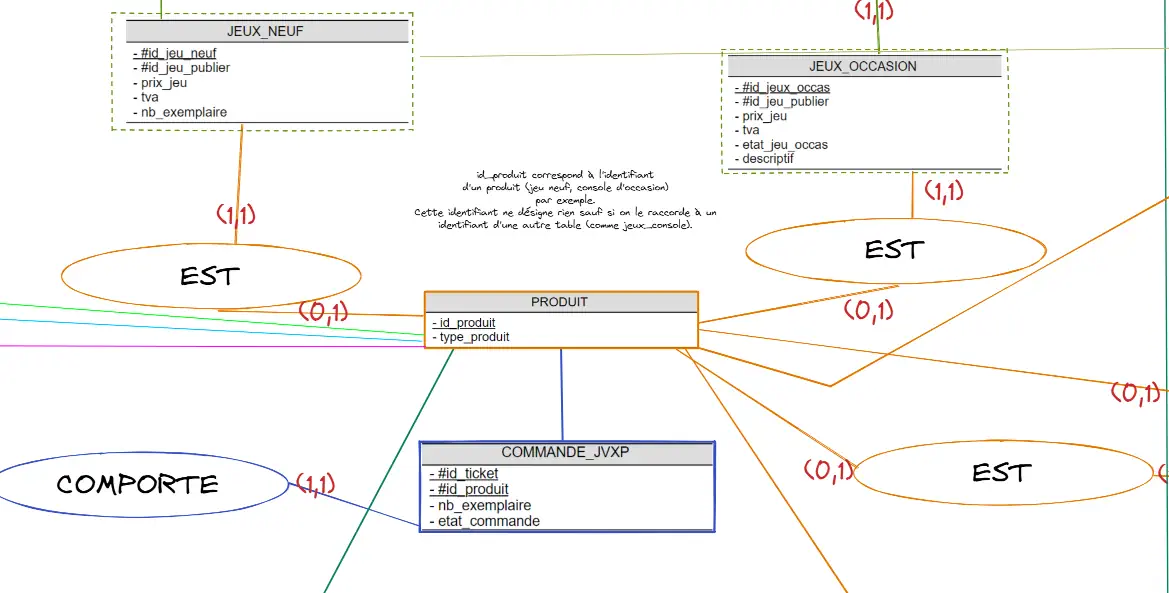 (1,1)
JEUX_NEUF
- #id_jeu_neuf
- #id_jeu_publier
- prix_jeu
- tva
- nb_exemplaire
JEUX_OCCASION
- #id_jeux_occas
- #id_jeu_publier
- prix_jeu
- tva
- etat_jeu_occas
- descriptif
id_produit correspond à l'identifiant
d'un produit (jeu neuf, console d'occasion)
par exemple.
Cette identifiant ne désigne rien sauf si on le raccorde à un
identifiant d'une autre table (comme jeux_console).
(1,1)
(1,1)
EST
EST
(0,1)
(0,1)
PRODUIT
- id_produit
- type_produit
(0,1)
COMMANDE_JVXP
- #id_ticket
- #id_produit
- nb_exemplaire
- etat_commande
COMPORTE
(1,1)
(0,1)
EST